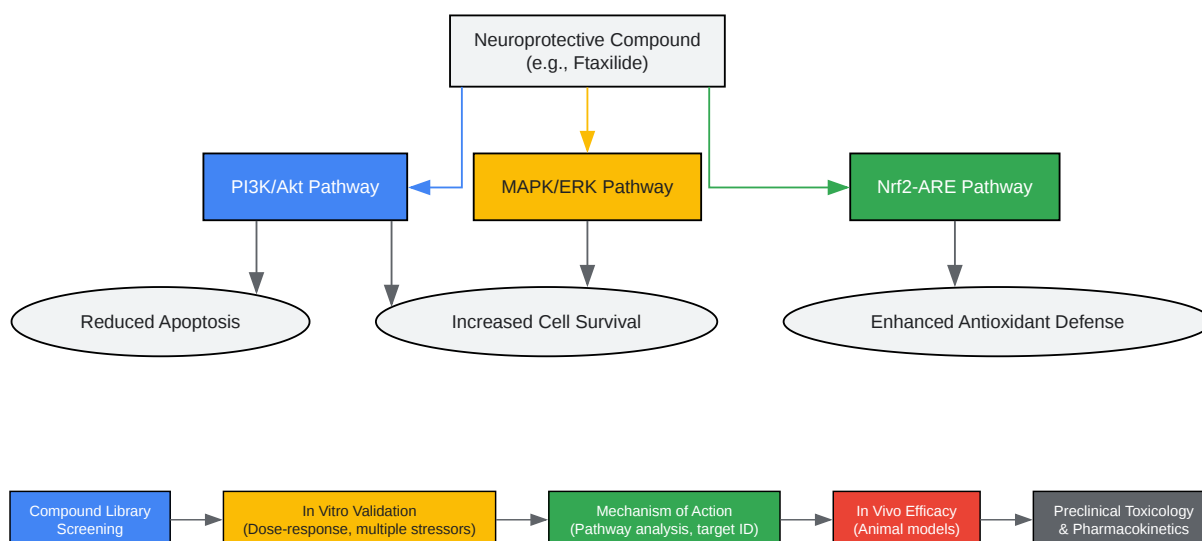 Neuroprotective Compound
(e.g., Ftaxilide)
PI3K/Akt Pathway
MAPK/ERK Pathway
Nrf2-ARE Pathway
Reduced Apoptosis
Increased Cell Survival
Enhanced Antioxidant Defense
Compound Library
Screening
In Vitro Validation
(Dose-response, multiple stressors)
Mechanism of Action
(Pathway analysis, target ID)
In Vivo Efficacy
(Animal models)
Preclinical Toxicology
& Pharmacokinetics